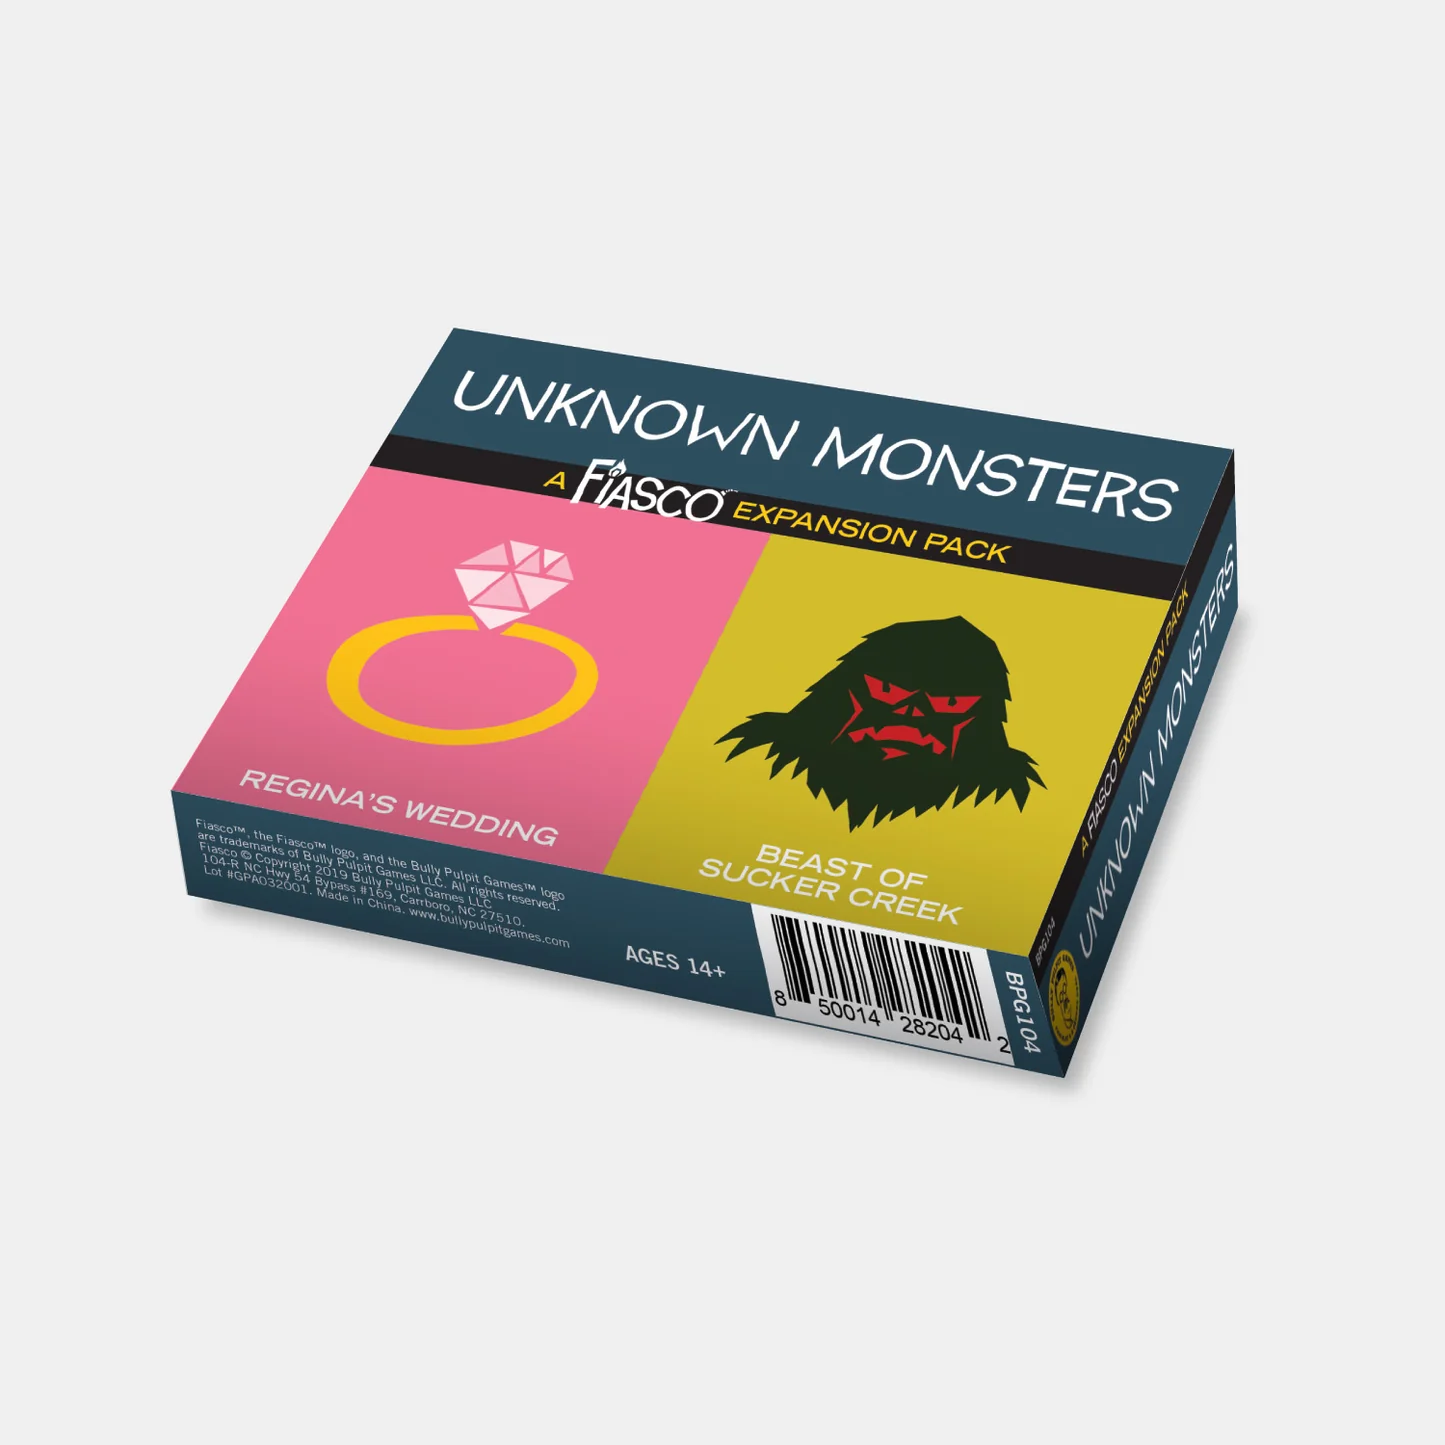 UNKNOWN MONSTERS
A FIASCO EXPANSION PACK
REGINA'S WEDDING
BEAST OF
SUCKER CREEK
Fiasco™, the Fiasco™ logo, and the Bully Pulpit Games™ logo
are trademarks of Bully Pulpit Games LLC. All rights reserved.
Fiasco © Copyright 2019 Bully Pulpit Games LLC
104-R NC Hwy 54 Bypass #169, Carrboro, NC 27510.
Lot #GPA032001. Made in China. www.bullypulpitgames.com
AGES 14+
8 50014 28204 2
BPG104
BPG104
A FIASCO EXPANSION PACK
UNKNOWN MONSTERS